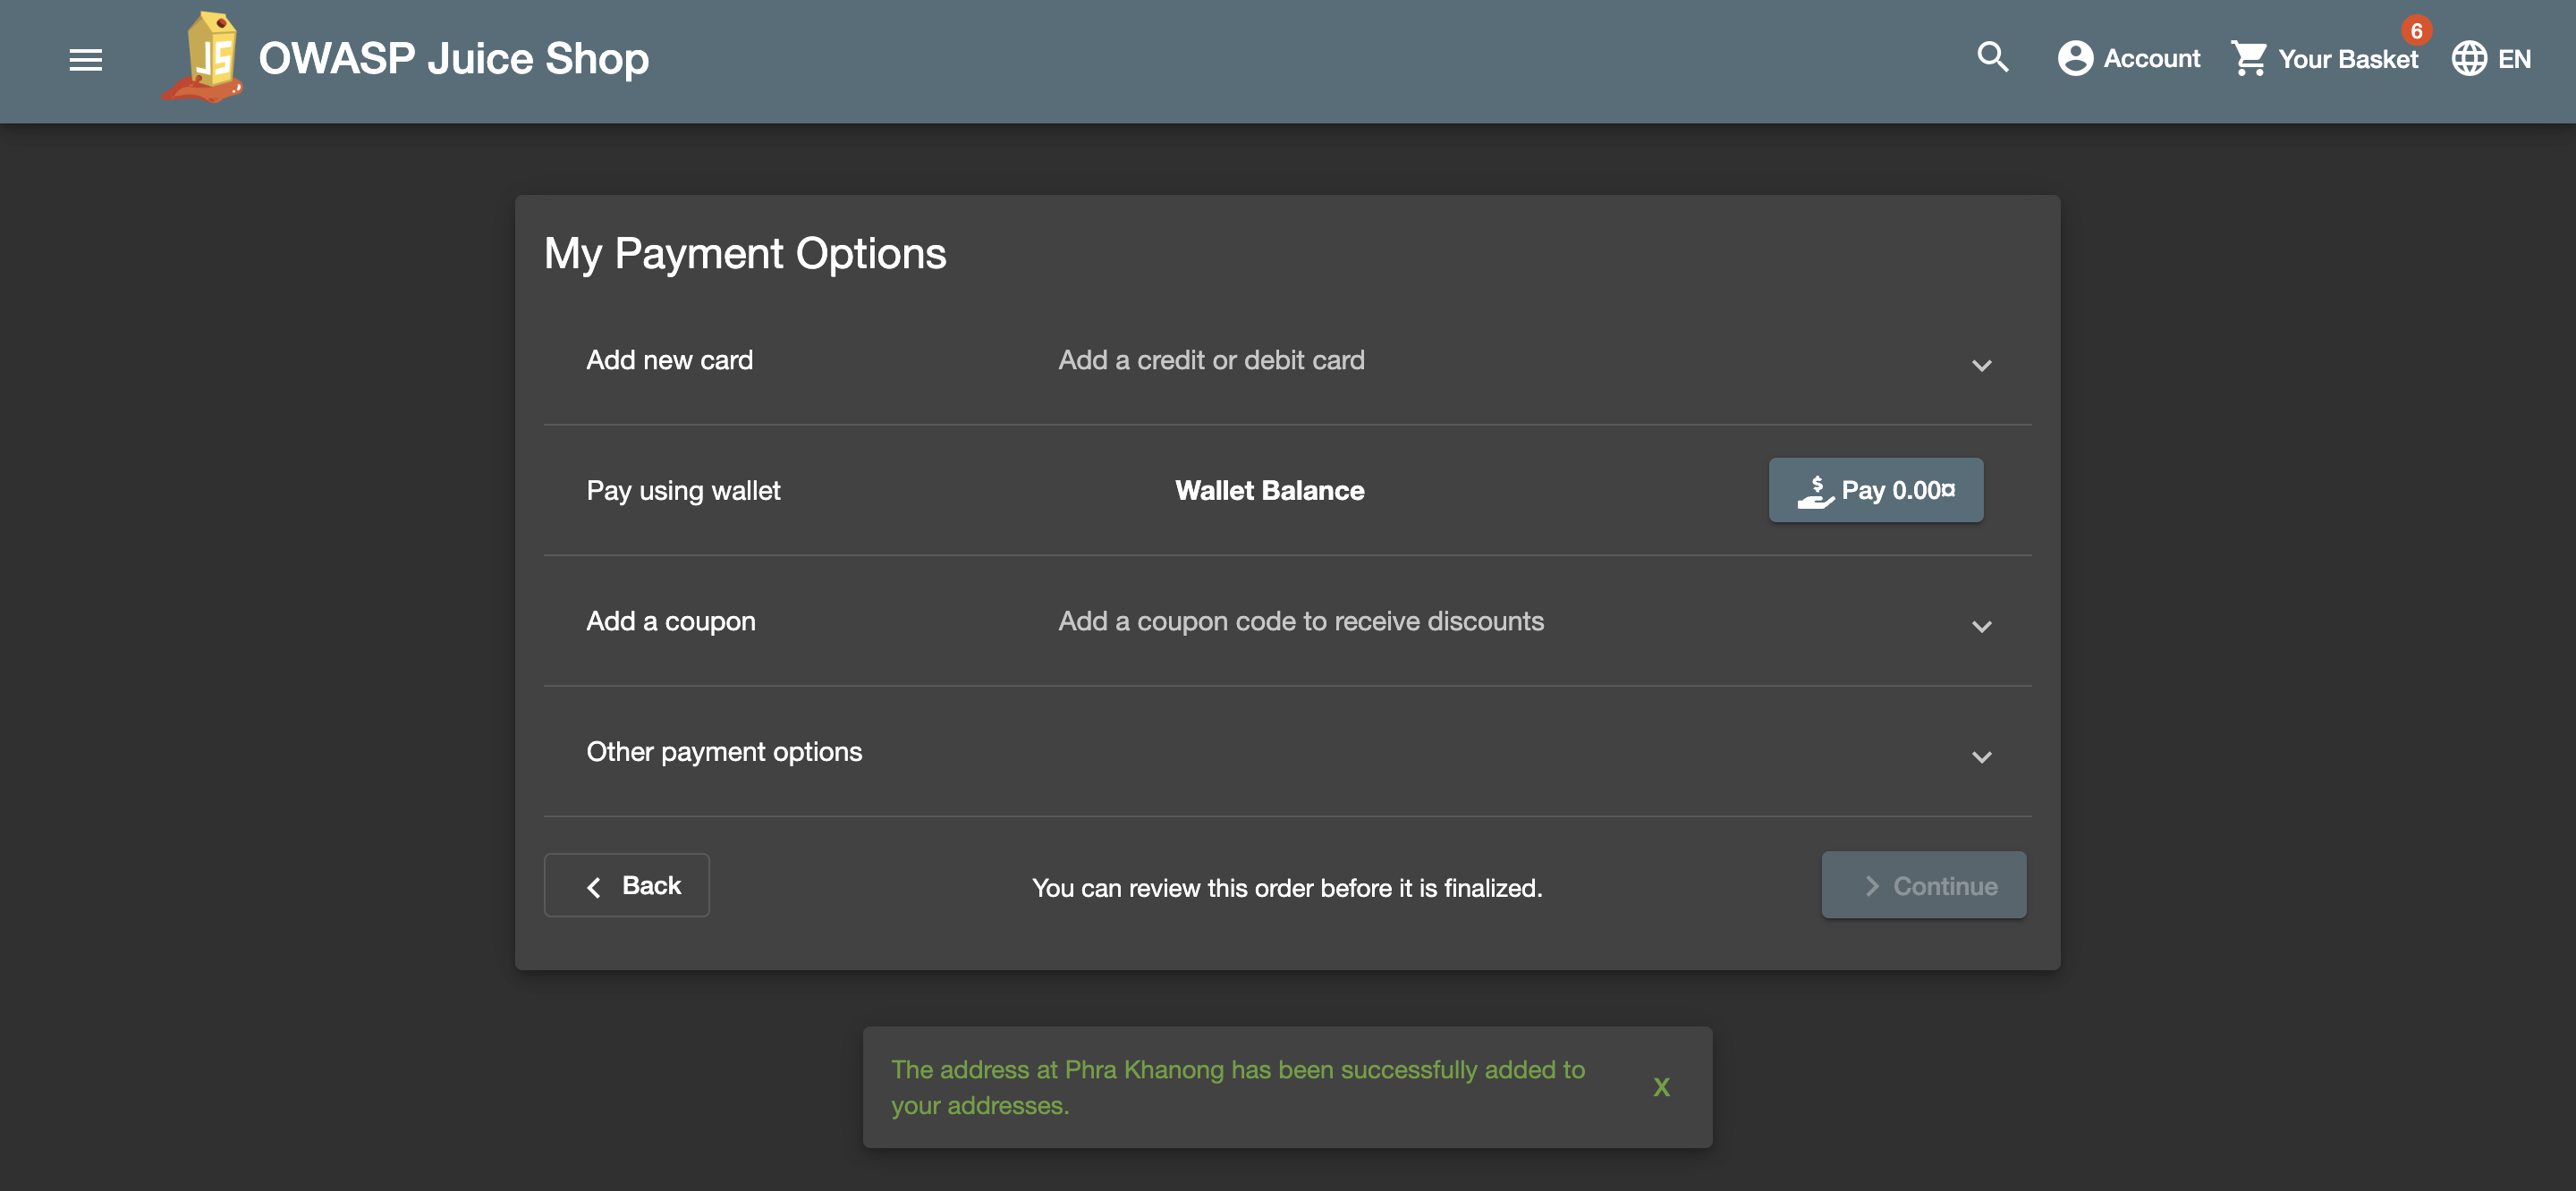 JS
OWASP Juice Shop
Account
Your Basket
6
EN
My Payment Options
Add new card
Add a credit or debit card
Pay using wallet
Wallet Balance
$ Pay 0.00¤
Add a coupon
Add a coupon code to receive discounts
Other payment options
Back
You can review this order before it is finalized.
Continue
The address at Phra Khanong has been successfully added to
your addresses.
X